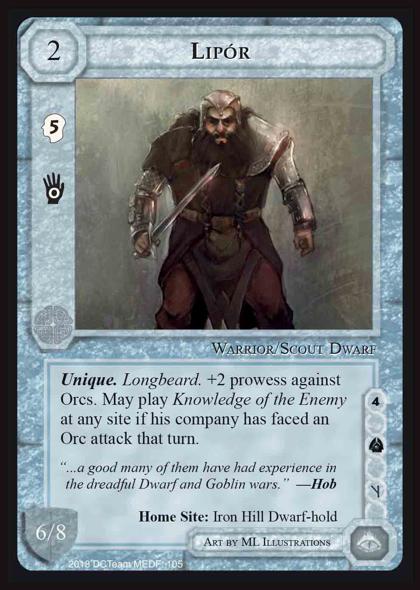 2
LIPÓR
5
WARRIOR/SCOUT DWARF
Unique. Longbeard. +2 prowess against
Orcs. May play Knowledge of the Enemy
at any site if his company has faced an
Orc attack that turn.
4
“...a good many of them have had experience in
the dreadful Dwarf and Goblin wars.” —Hob
Home Site: Iron Hill Dwarf-hold
6/8
ART BY ML ILLUSTRATIONS
2018 DCTeam MEDF: 105